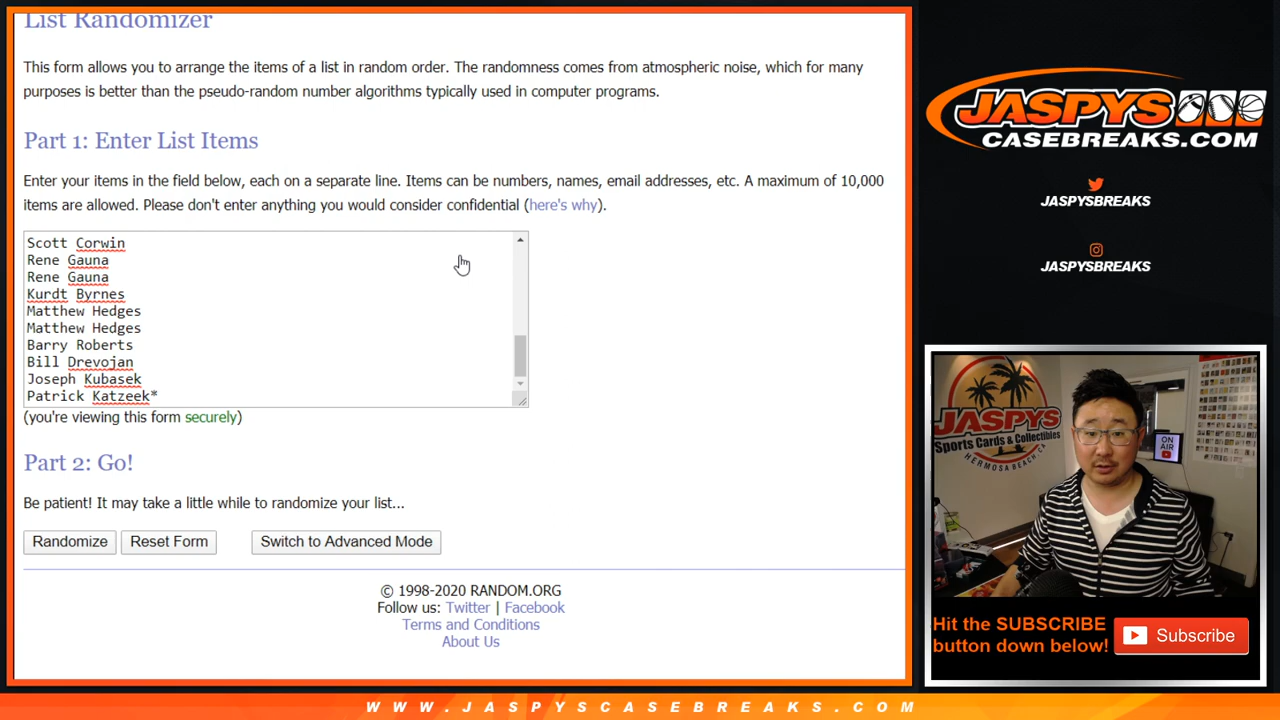 List Randomizer
This form allows you to arrange the items of a list in random order. The randomness comes from atmospheric noise, which for many
purposes is better than the pseudo-random number algorithms typically used in computer programs.
Part 1: Enter List Items
Enter your items in the field below, each on a separate line. Items can be numbers, names, email addresses, etc. A maximum of 10,000
items are allowed. Please don't enter anything you would consider confidential (here's why).
Scott Corwin
Rene Gauna
Rene Gauna
Kurdt Byrnes
Matthew Hedges
Matthew Hedges
Barry Roberts
Bill Drevojan
Joseph Kubasek
Patrick Katzeek*
(you're viewing this form securely)
Part 2: Go!
Be patient! It may take a little while to randomize your list...
Randomize
Reset Form
Switch to Advanced Mode
© 1998-2020 RANDOM.ORG
Follow us: Twitter | Facebook
Terms and Conditions
About Us
JASPYS
CASEBREAKS.COM
JASPYSBREAKS
JASPYSBREAKS
JASPYS
Sports Cards & Collectibles
HERMOSA BEACH, CA
ON
AIR
Hit the SUBSCRIBE
button down below!
Subscribe
WWW.JASPYSCASEBREAKS.COM